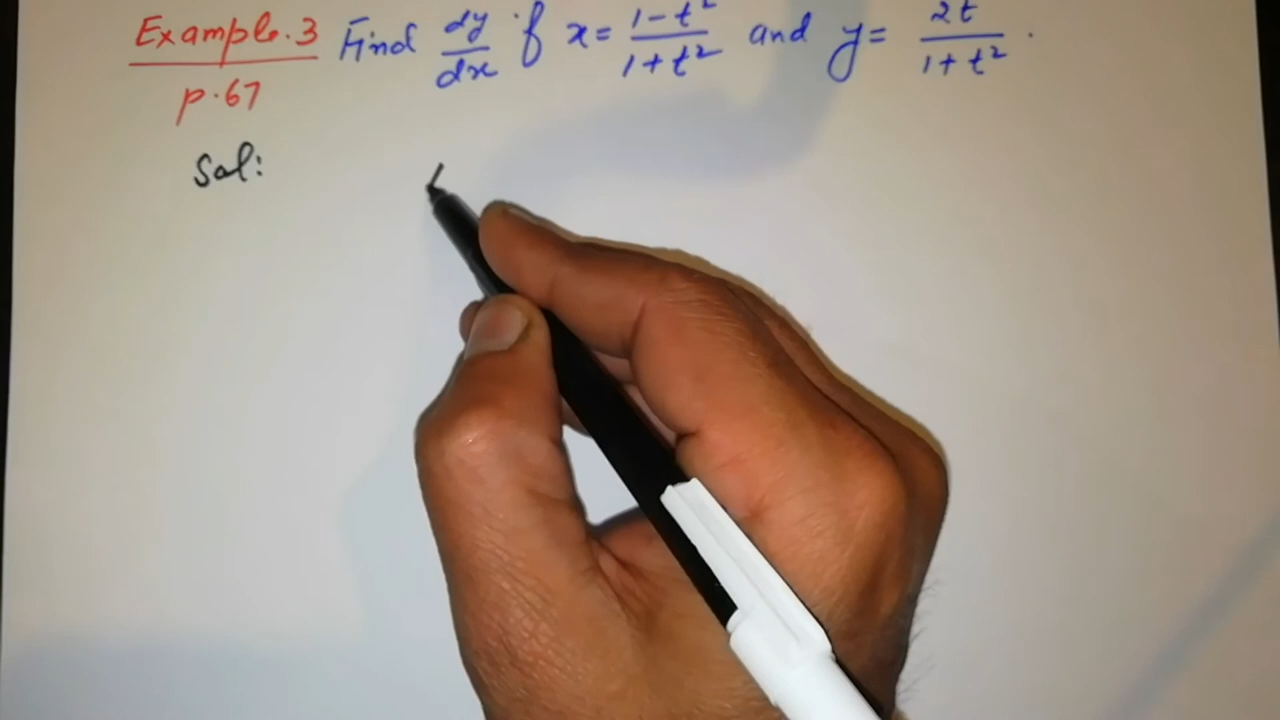 Example.3 Find dy/dx if x = 1-t²/1+t² and y = 2t/1+t².
p.67
Sol: